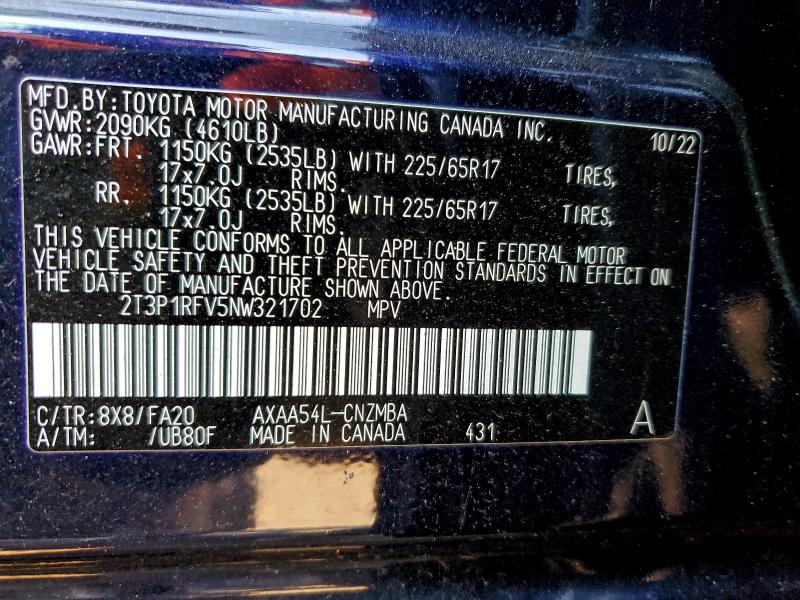 MFD.BY:TOYOTA MOTOR MANUFACTURING CANADA INC. 10/22
GVWR:2090KG (4610LB)
GAWR:FRT. 1150KG (2535LB) WITH 225/65R17 TIRES,
17x7.0J RIMS.
RR. 1150KG (2535LB) WITH 225/65R17 TIRES,
17x7.0J RIMS.
THIS VEHICLE CONFORMS TO ALL APPLICABLE FEDERAL MOTOR
VEHICLE SAFETY AND THEFT PREVENTION STANDARDS IN EFFECT ON
THE DATE OF MANUFACTURE SHOWN ABOVE.
2T3P1RFV5NW321702 MPV
C/TR:8X8/FA20 AXAA54L-CNZMBA A
A/TM: /UB80F MADE IN CANADA 431